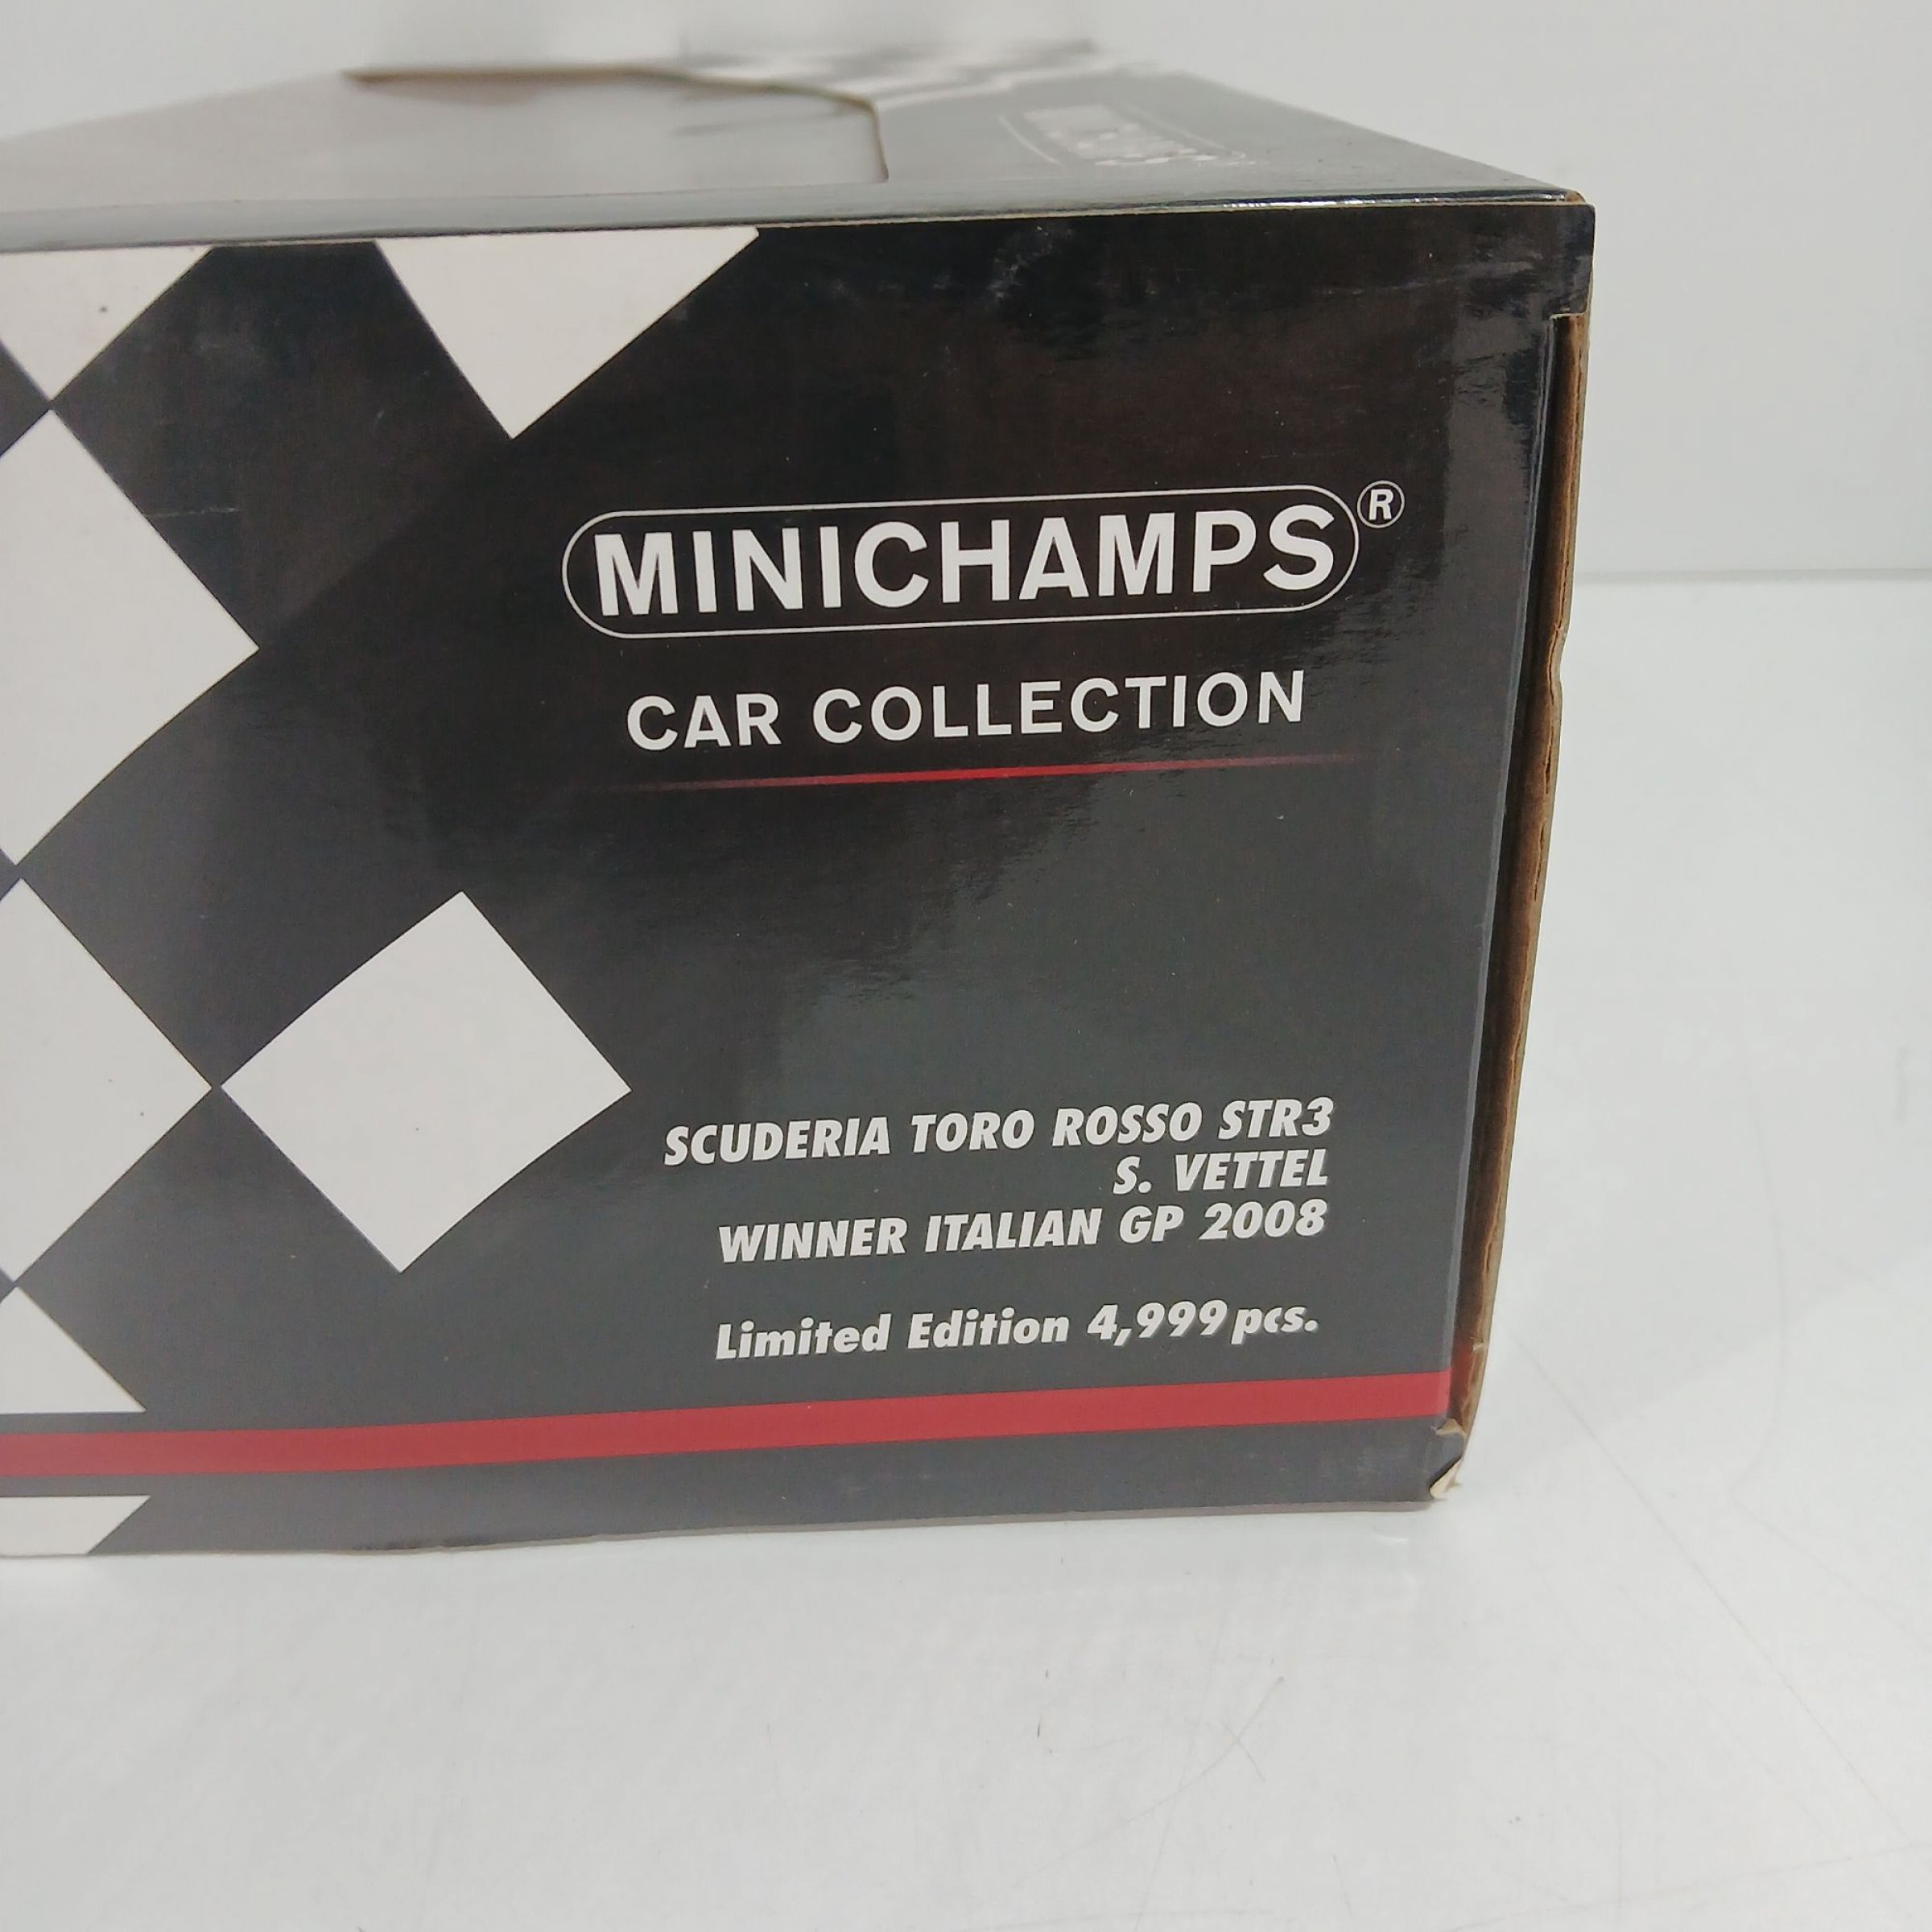 MINICHAMPS®
CAR COLLECTION
SCUDERIA TORO ROSSO STR3
S. VETTEL
WINNER ITALIAN GP 2008
Limited Edition 4,999 pcs.